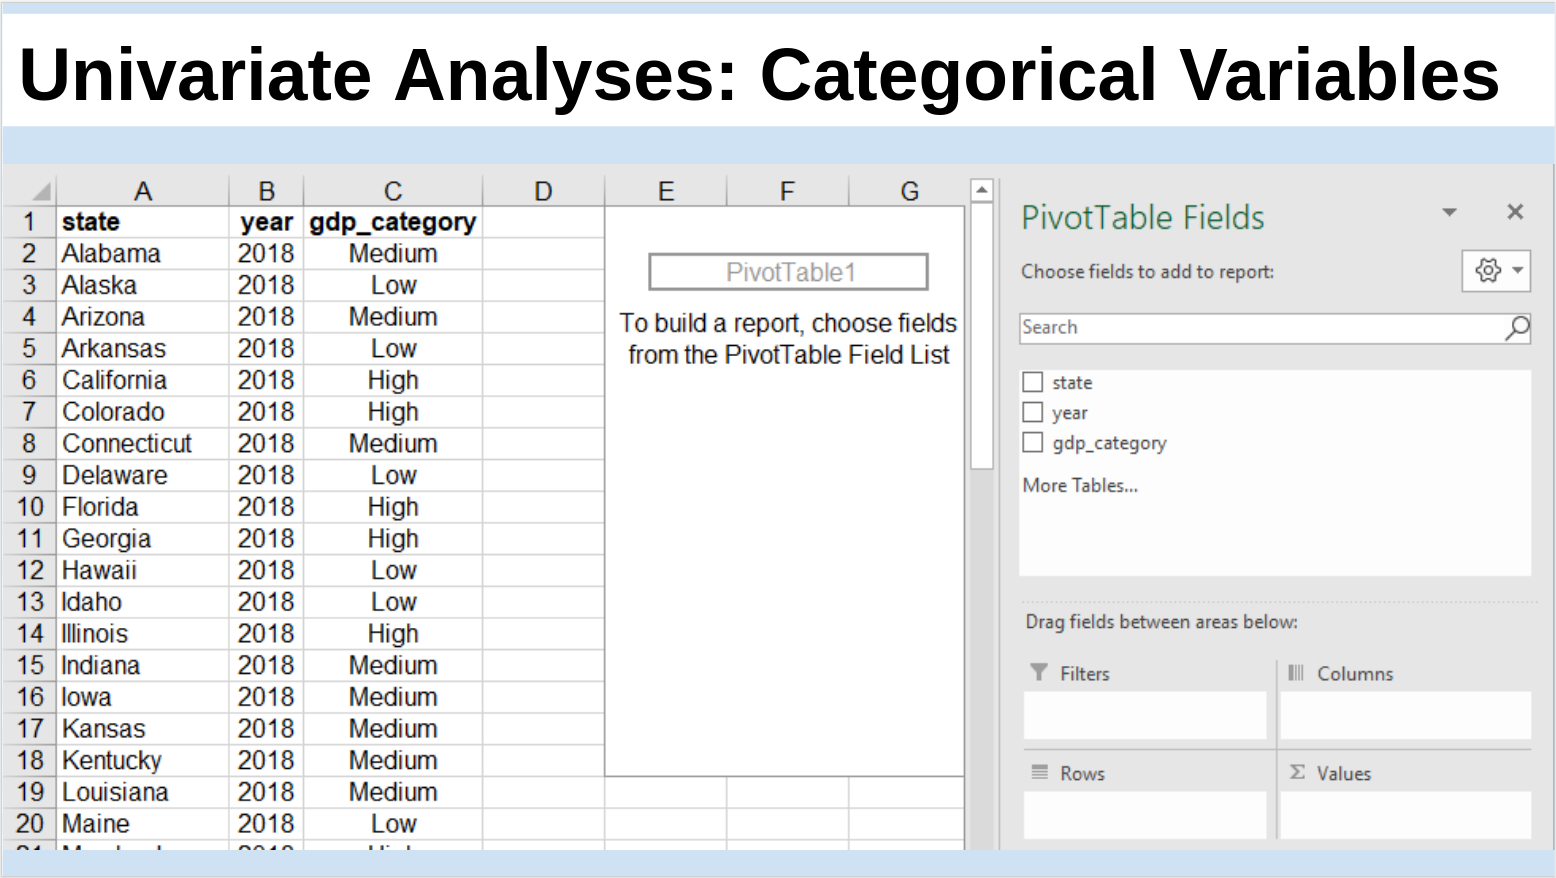 Univariate Analyses: Categorical Variables
A B C D E F G
1 state year gdp_category
2 Alabama 2018 Medium
3 Alaska 2018 Low
4 Arizona 2018 Medium
5 Arkansas 2018 Low
6 California 2018 High
7 Colorado 2018 High
8 Connecticut 2018 Medium
9 Delaware 2018 Low
10 Florida 2018 High
11 Georgia 2018 High
12 Hawaii 2018 Low
13 Idaho 2018 Low
14 Illinois 2018 High
15 Indiana 2018 Medium
16 Iowa 2018 Medium
17 Kansas 2018 Medium
18 Kentucky 2018 Medium
19 Louisiana 2018 Medium
20 Maine 2018 Low
PivotTable1
To build a report, choose fields
from the PivotTable Field List
PivotTable Fields
Choose fields to add to report:
Search
state
year
gdp_category
More Tables...
Drag fields between areas below:
Filters
Columns
Rows
Σ Values